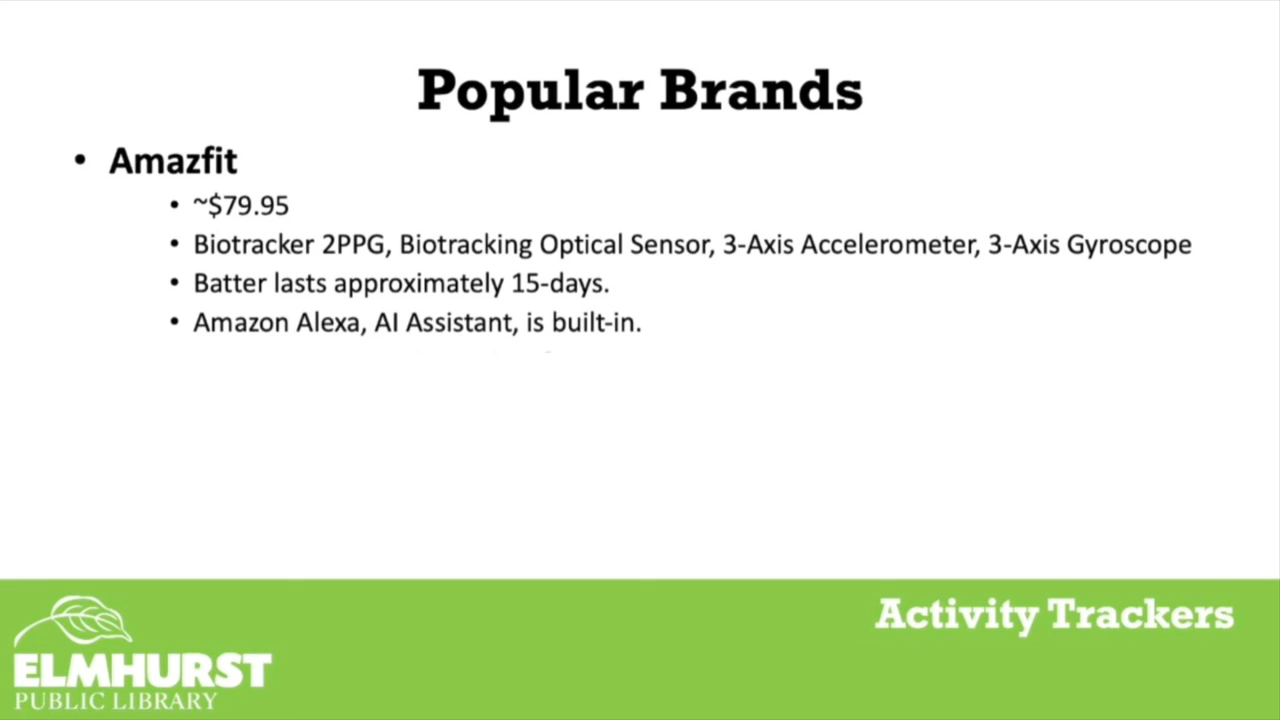 Popular Brands
• Amazfit
• ~$79.95
• Biotracker 2PPG, Biotracking Optical Sensor, 3-Axis Accelerometer, 3-Axis Gyroscope
• Batter lasts approximately 15-days.
• Amazon Alexa, AI Assistant, is built-in.
Activity Trackers
ELMHURST
PUBLIC LIBRARY